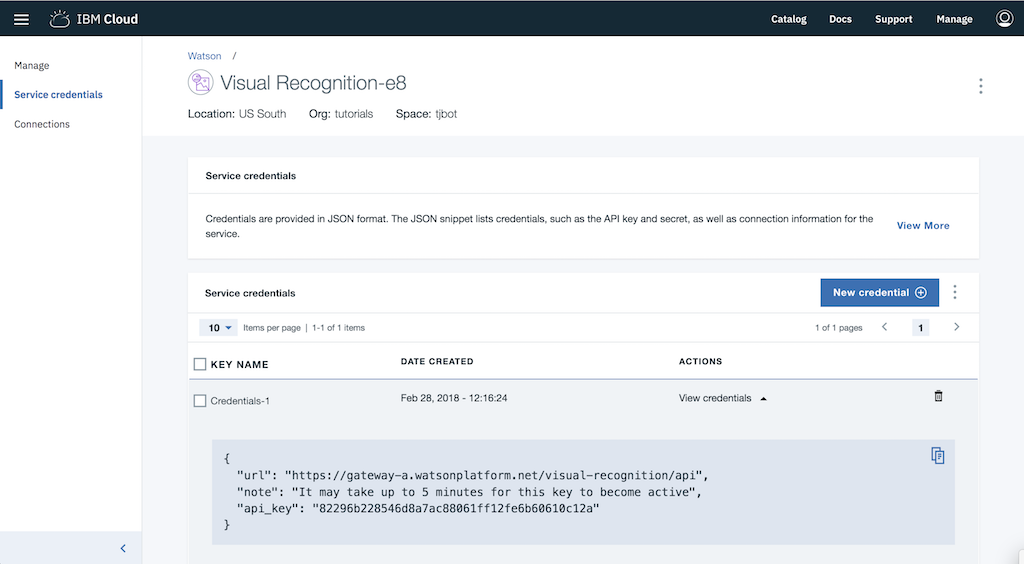 IBM Cloud
Catalog Docs Support Manage
Manage
Service credentials
Connections
Watson /
Visual Recognition-e8
Location: US South Org: tutorials Space: tjbot
Service credentials
Credentials are provided in JSON format. The JSON snippet lists credentials, such as the API key and secret, as well as connection information for the
service.
View More
Service credentials
New credential
10 Items per page | 1-1 of 1 items 1 of 1 pages 1
KEY NAME DATE CREATED ACTIONS
Credentials-1 Feb 28, 2018 - 12:16:24 View credentials
{
"url": "https://gateway-a.watsonplatform.net/visual-recognition/api",
"note": "It may take up to 5 minutes for this key to become active",
"api_key": "82296b228546d8a7ac88061ff12fe6b60610c12a"
}